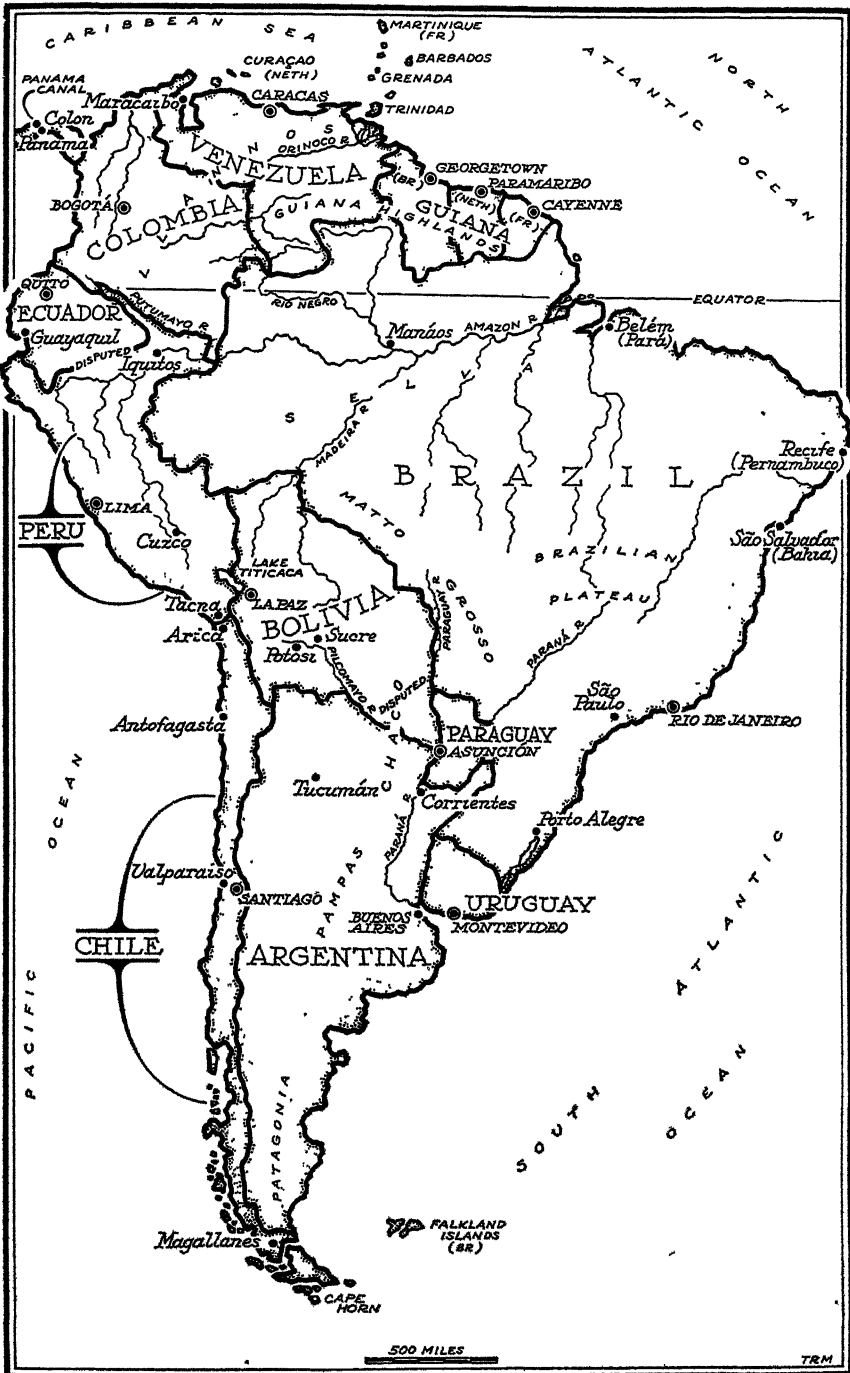 CARIBBEAN SEA
MARTINIQUE
(FR)
BARBADOS
GRENADA
TRINIDAD
CURAÇAO
(NETH)
NORTH
ATLANTIC OCEAN
PANAMA
CANAL
Colon
Panama
Maracaibo
CARACAS
LLANOS
ORINOCO R
VENEZUELA
GEORGETOWN
PARAMARIBO
CAYENNE
(BR)
(NETH)
(FR)
GUIANA
GUIANA
HIGHLANDS
BOGOTÁ
COLOMBIA
QUITO
ECUADOR
Guayaquil
DISPUTED
PUTUMAYO R
Iquitos
RIO NEGRO
EQUATOR
Manáos
AMAZON R
Belém
(Pará)
SELVA
MADEIRA R
BRAZIL
Recife
(Pernambuco)
São Salvador
(Bahia)
LIMA
PERU
Cuzco
MATTO
GROSSO
BRAZILIAN
PLATEAU
LAKE
TITICACA
LA PAZ
BOLIVIA
Tacna
Arica
Sucre
Potosi
PILCOMAYO R
DISPUTED
PARAGUAY R
PARANÁ R
São
Paulo
RIO DE JANEIRO
Antofagasta
CHACO
PARAGUAY
ASUNCIÓN
Tucumán
Corrientes
PARANÁ R
Porto Alegre
Valparaiso
SANTIAGO
PAMPAS
BUENOS
AIRES
URUGUAY
MONTEVIDEO
CHILE
ARGENTINA
PACIFIC OCEAN
SOUTH
ATLANTIC
OCEAN
PATAGONIA
Magallanes
FALKLAND
ISLANDS
(BR)
CAPE
HORN
500 MILES
TRM